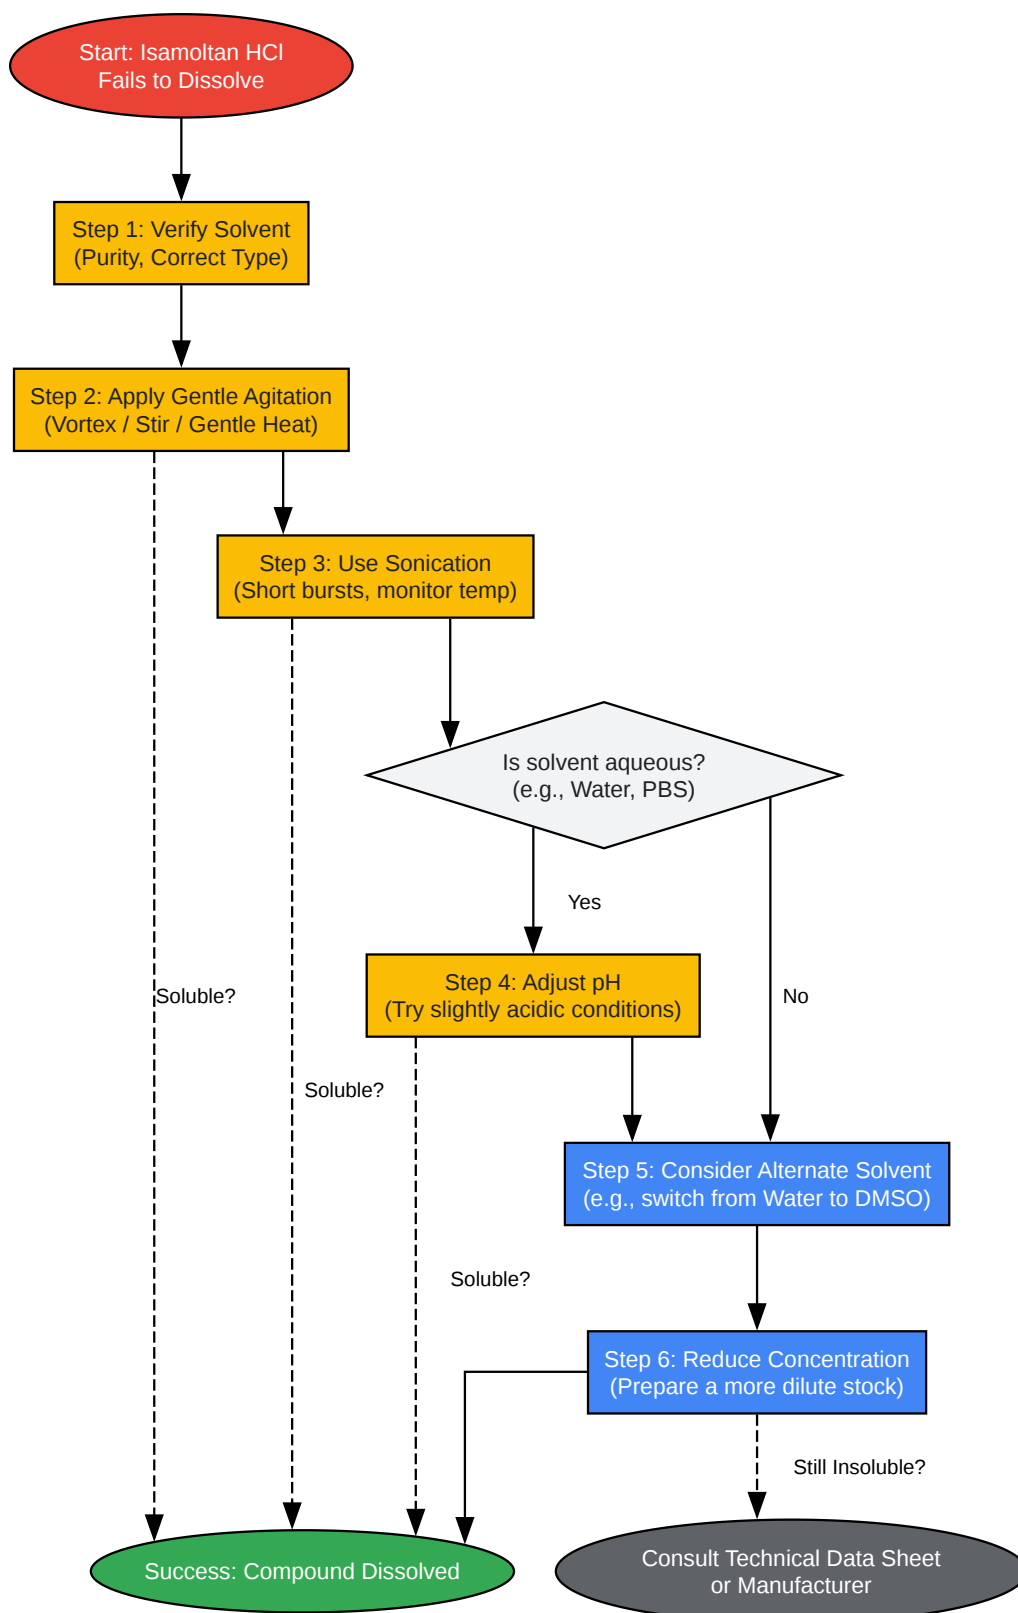 Start: Isamoltan HCl
Fails to Dissolve
Step 1: Verify Solvent
(Purity, Correct Type)
Step 2: Apply Gentle Agitation
(Vortex / Stir / Gentle Heat)
Step 3: Use Sonication
(Short bursts, monitor temp)
Is solvent aqueous?
(e.g., Water, PBS)
Yes
Step 4: Adjust pH
(Try slightly acidic conditions)
Soluble?
No
Soluble?
Step 5: Consider Alternate Solvent
(e.g., switch from Water to DMSO)
Soluble?
Step 6: Reduce Concentration
(Prepare a more dilute stock)
Still Insoluble?
Success: Compound Dissolved
Consult Technical Data Sheet
or Manufacturer